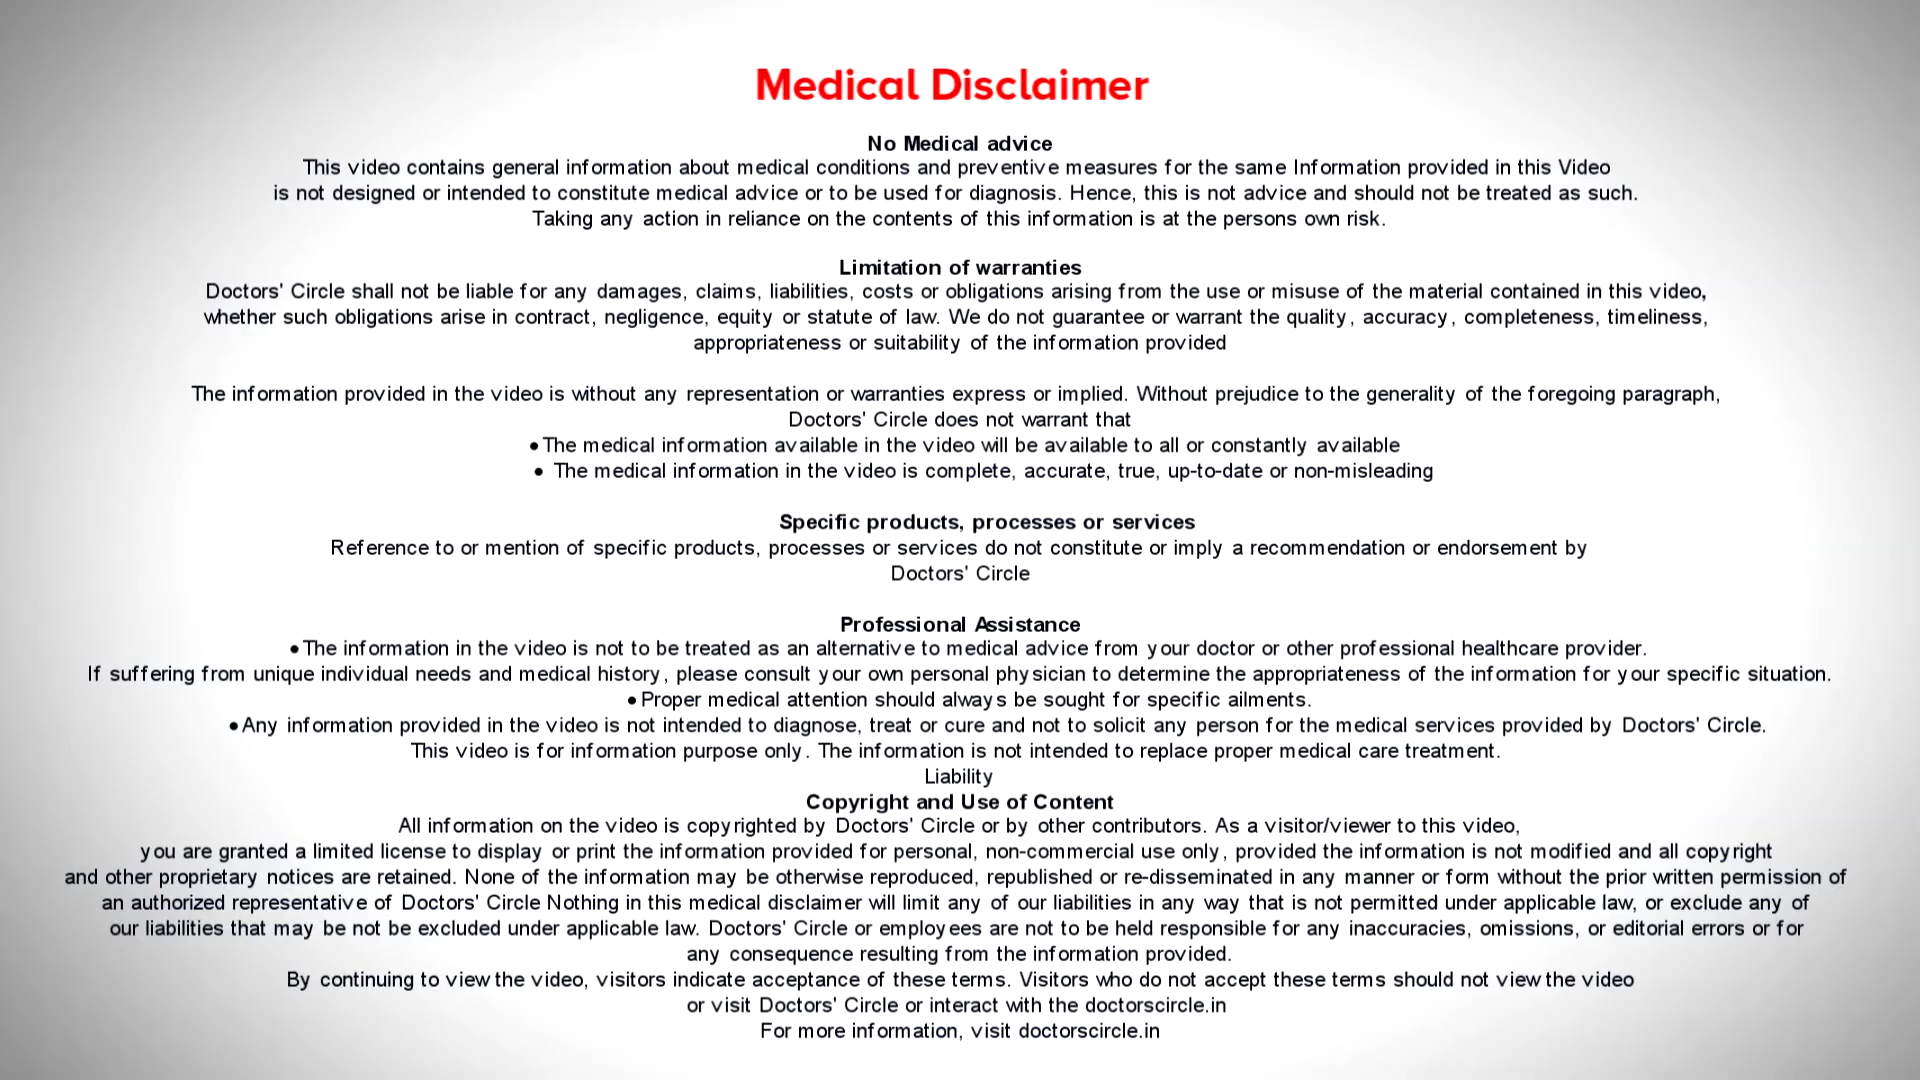 Medical Disclaimer
No Medical advice
This video contains general information about medical conditions and preventive measures for the same Information provided in this Video
is not designed or intended to constitute medical advice or to be used for diagnosis. Hence, this is not advice and should not be treated as such.
Taking any action in reliance on the contents of this information is at the persons own risk.
Limitation of warranties
Doctors' Circle shall not be liable for any damages, claims, liabilities, costs or obligations arising from the use or misuse of the material contained in this video,
whether such obligations arise in contract, negligence, equity or statute of law. We do not guarantee or warrant the quality, accuracy, completeness, timeliness,
appropriateness or suitability of the information provided
The information provided in the video is without any representation or warranties express or implied. Without prejudice to the generality of the foregoing paragraph,
Doctors' Circle does not warrant that
• The medical information available in the video will be available to all or constantly available
• The medical information in the video is complete, accurate, true, up-to-date or non-misleading
Specific products, processes or services
Reference to or mention of specific products, processes or services do not constitute or imply a recommendation or endorsement by
Doctors' Circle
Professional Assistance
• The information in the video is not to be treated as an alternative to medical advice from your doctor or other professional healthcare provider.
If suffering from unique individual needs and medical history, please consult your own personal physician to determine the appropriateness of the information for your specific situation.
• Proper medical attention should always be sought for specific ailments.
• Any information provided in the video is not intended to diagnose, treat or cure and not to solicit any person for the medical services provided by Doctors' Circle.
This video is for information purpose only. The information is not intended to replace proper medical care treatment.
Liability
Copyright and Use of Content
All information on the video is copyrighted by Doctors' Circle or by other contributors. As a visitor/viewer to this video,
you are granted a limited license to display or print the information provided for personal, non-commercial use only, provided the information is not modified and all copyright
and other proprietary notices are retained. None of the information may be otherwise reproduced, republished or re-disseminated in any manner or form without the prior written permission of
an authorized representative of Doctors' Circle Nothing in this medical disclaimer will limit any of our liabilities in any way that is not permitted under applicable law, or exclude any of
our liabilities that may be not be excluded under applicable law. Doctors' Circle or employees are not to be held responsible for any inaccuracies, omissions, or editorial errors or for
any consequence resulting from the information provided.
By continuing to view the video, visitors indicate acceptance of these terms. Visitors who do not accept these terms should not view the video
or visit Doctors' Circle or interact with the doctorscircle.in
For more information, visit doctorscircle.in